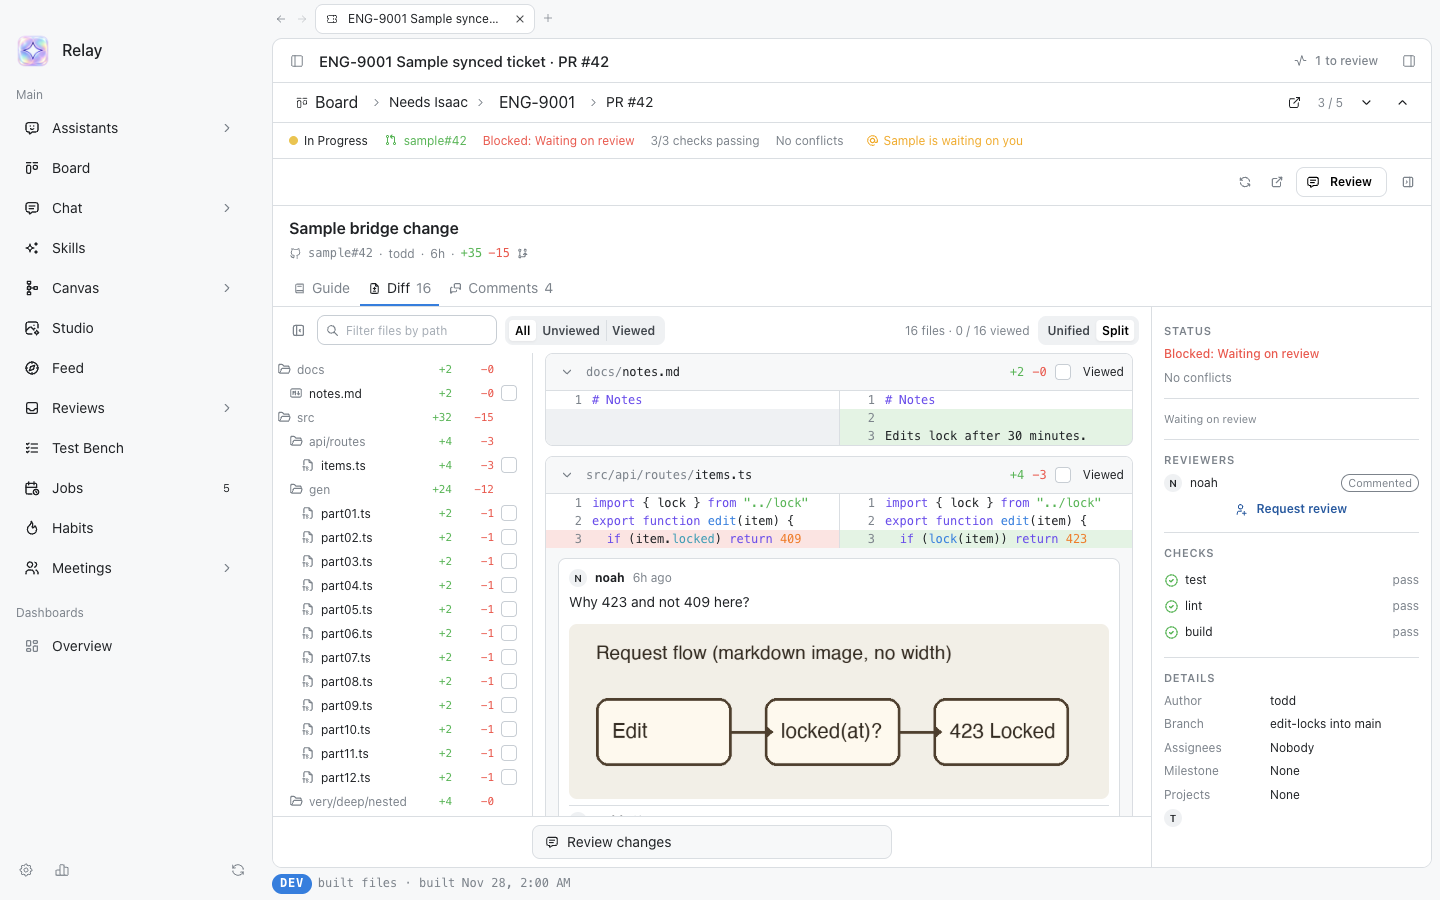 ENG-9001 Sample synce...
Relay
ENG-9001 Sample synced ticket · PR #42
1 to review
Main
Assistants
Board
Chat
Skills
Canvas
Studio
Feed
Reviews
Test Bench
Jobs 5
Habits
Meetings
Dashboards
Overview
Board > Needs Isaac > ENG-9001 > PR #42
3 / 5
In Progress sample#42 Blocked: Waiting on review 3/3 checks passing No conflicts Sample is waiting on you
Review
Sample bridge change
sample#42 · todd · 6h · +35 −15
Guide Diff 16 Comments 4
Filter files by path
All Unviewed Viewed
16 files · 0 / 16 viewed
Unified Split
docs +2 −0
notes.md +2 −0
src +32 −15
api/routes +4 −3
items.ts +4 −3
gen +24 −12
part01.ts +2 −1
part02.ts +2 −1
part03.ts +2 −1
part04.ts +2 −1
part05.ts +2 −1
part06.ts +2 −1
part07.ts +2 −1
part08.ts +2 −1
part09.ts +2 −1
part10.ts +2 −1
part11.ts +2 −1
part12.ts +2 −1
very/deep/nested +4 −0
docs/notes.md +2 −0 Viewed
1 # Notes 1 # Notes
2
3 Edits lock after 30 minutes.
src/api/routes/items.ts +4 −3 Viewed
1 import { lock } from "../lock" 1 import { lock } from "../lock"
2 export function edit(item) { 2 export function edit(item) {
3 if (item.locked) return 409 3 if (lock(item)) return 423
N noah 6h ago
Why 423 and not 409 here?
Request flow (markdown image, no width)
Edit locked(at)? 423 Locked
Review changes
STATUS
Blocked: Waiting on review
No conflicts
Waiting on review
REVIEWERS
N noah Commented
Request review
CHECKS
test pass
lint pass
build pass
DETAILS
Author todd
Branch edit-locks into main
Assignees Nobody
Milestone None
Projects None
T
DEV built files · built Nov 28, 2:00 AM